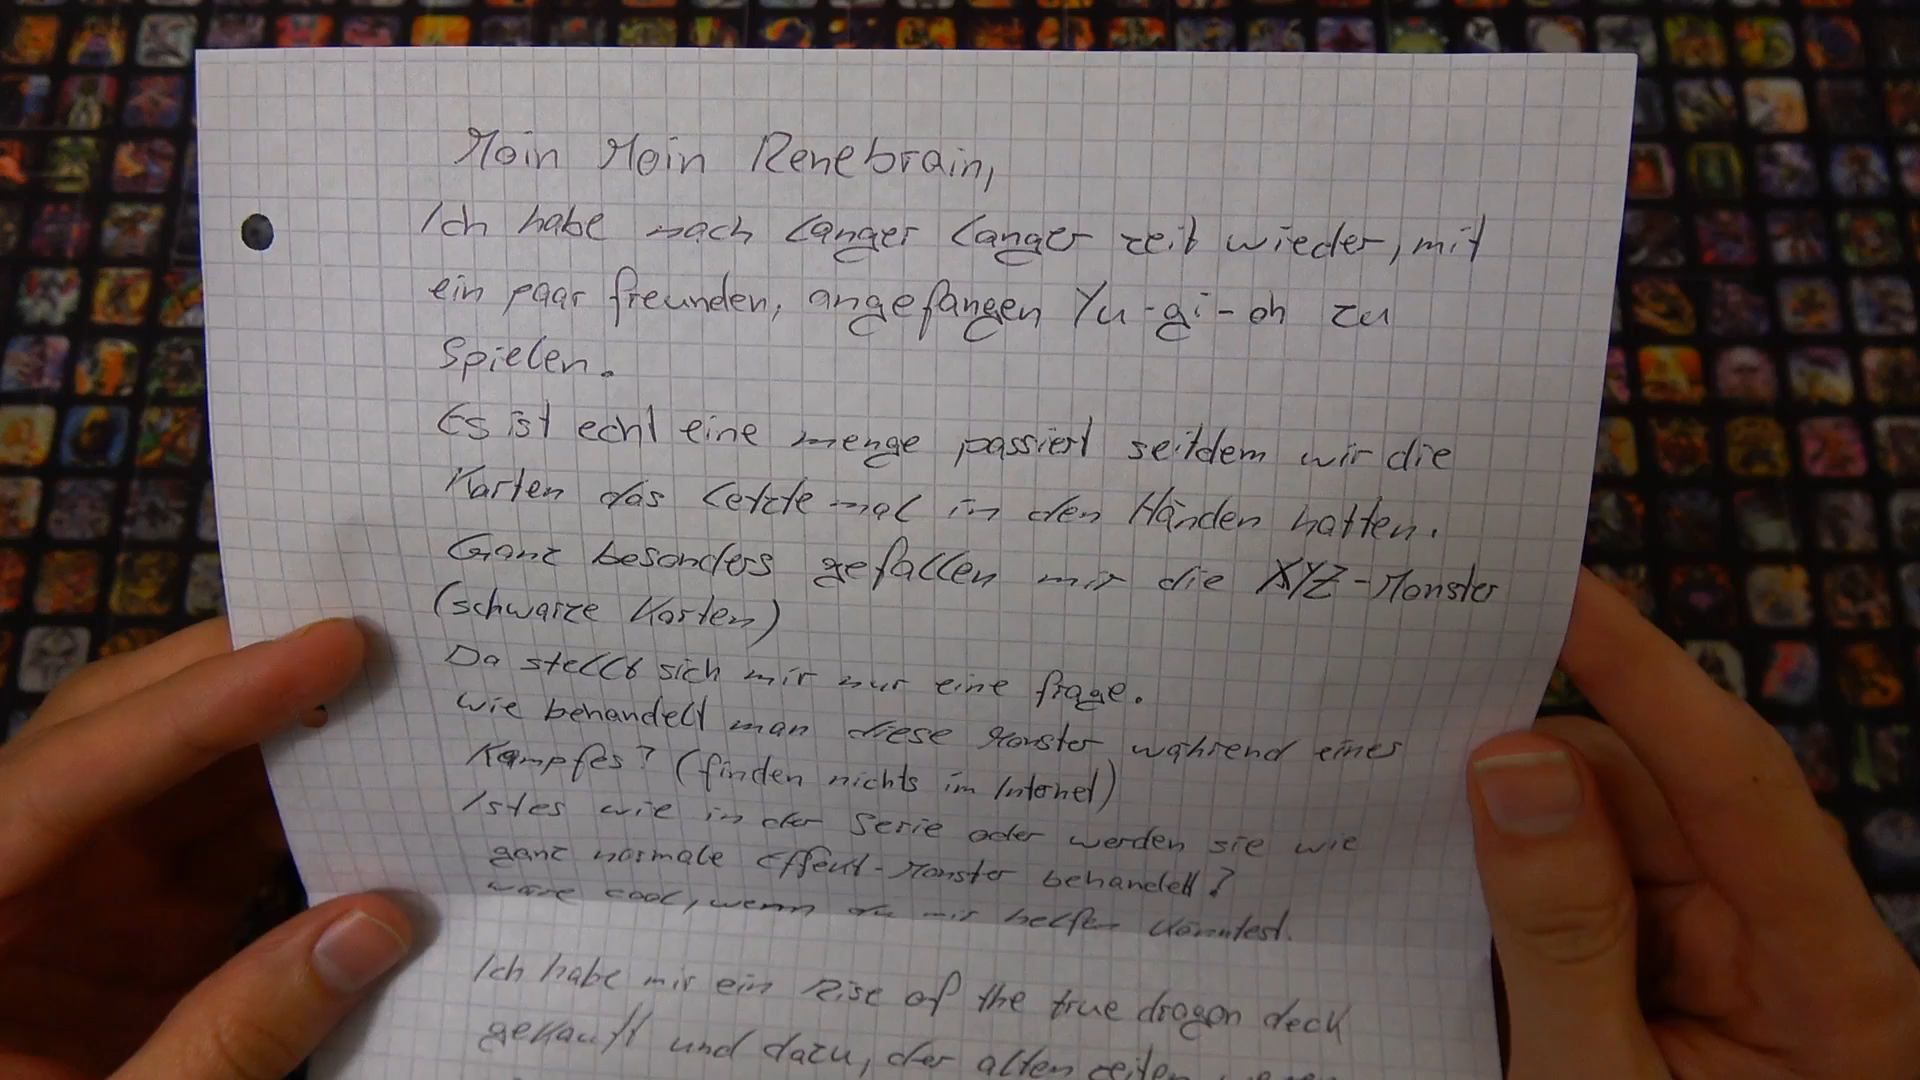 Moin Moin Renebrain,
Ich habe nach langer langer zeit wieder, mit
ein paar freunden, angefangen Yu-gi-oh zu
Spielen.
Es ist echt eine menge passiert seitdem wir die
Karten das letzte mal in den Händen hatten.
Ganz besonders gefallen mir die XYZ-Monster
(schwarze Karten)
Da stellt sich mir nur eine frage.
wie behandelt man diese Monster während eines
Kampfes? (finden nichts im Internet)
Ist es wie in der Serie oder werden sie wie
ganz normale Effekt-Monster behandelt?
wäre cool, wenn du mir helfen könntest.
Ich habe mir ein Rise of the true dragon deck
gekauft und dazu, der alten zeiten wegen